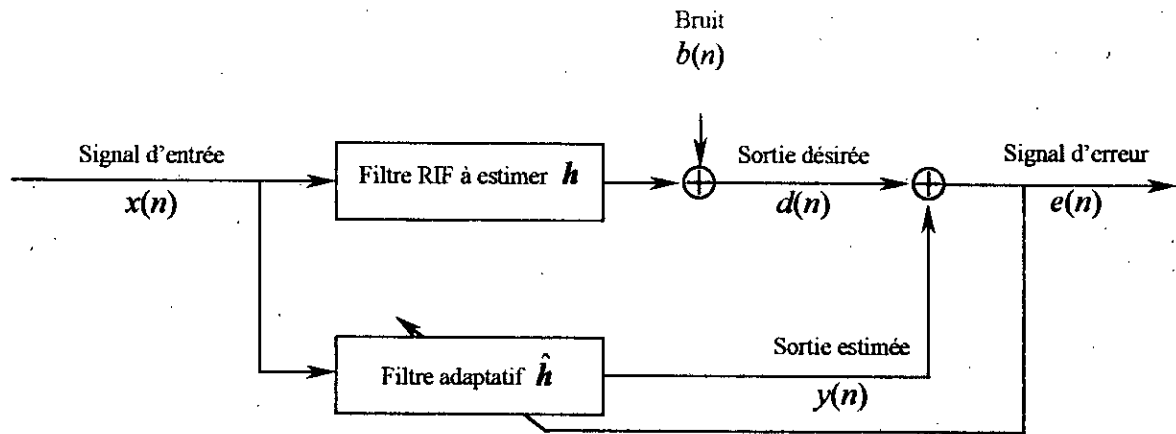 Bruit
b(n)
Signal d'entrée
x(n)
Filtre RIF à estimer h
Sortie désirée
d(n)
Signal d'erreur
e(n)
Filtre adaptatif ĥ
Sortie estimée
y(n)